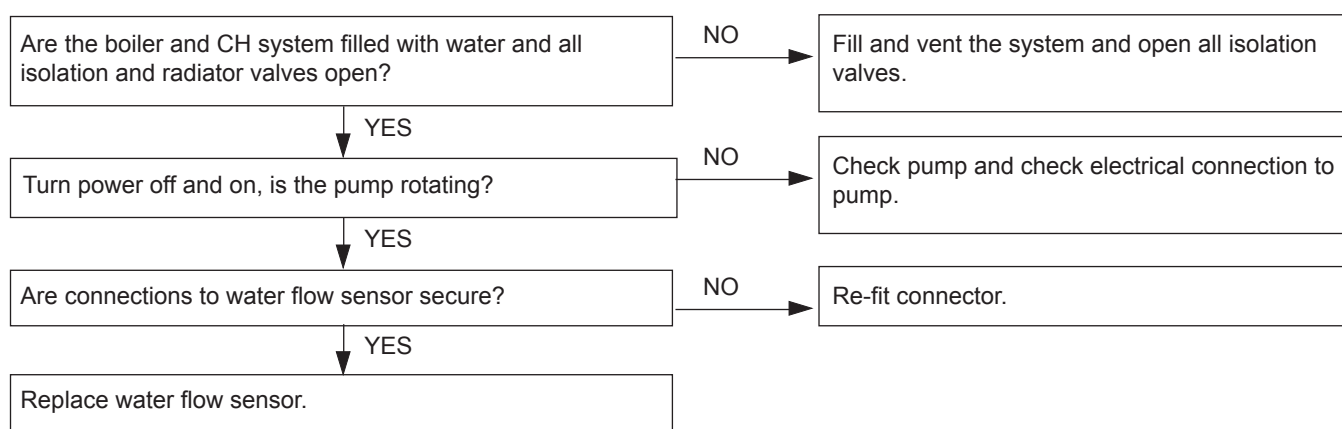 Are the boiler and CH system filled with water and all
isolation and radiator valves open?
NO
Fill and vent the system and open all isolation
valves.
YES
Turn power off and on, is the pump rotating?
NO
Check pump and check electrical connection to
pump.
YES
Are connections to water flow sensor secure?
NO
Re-fit connector.
YES
Replace water flow sensor.